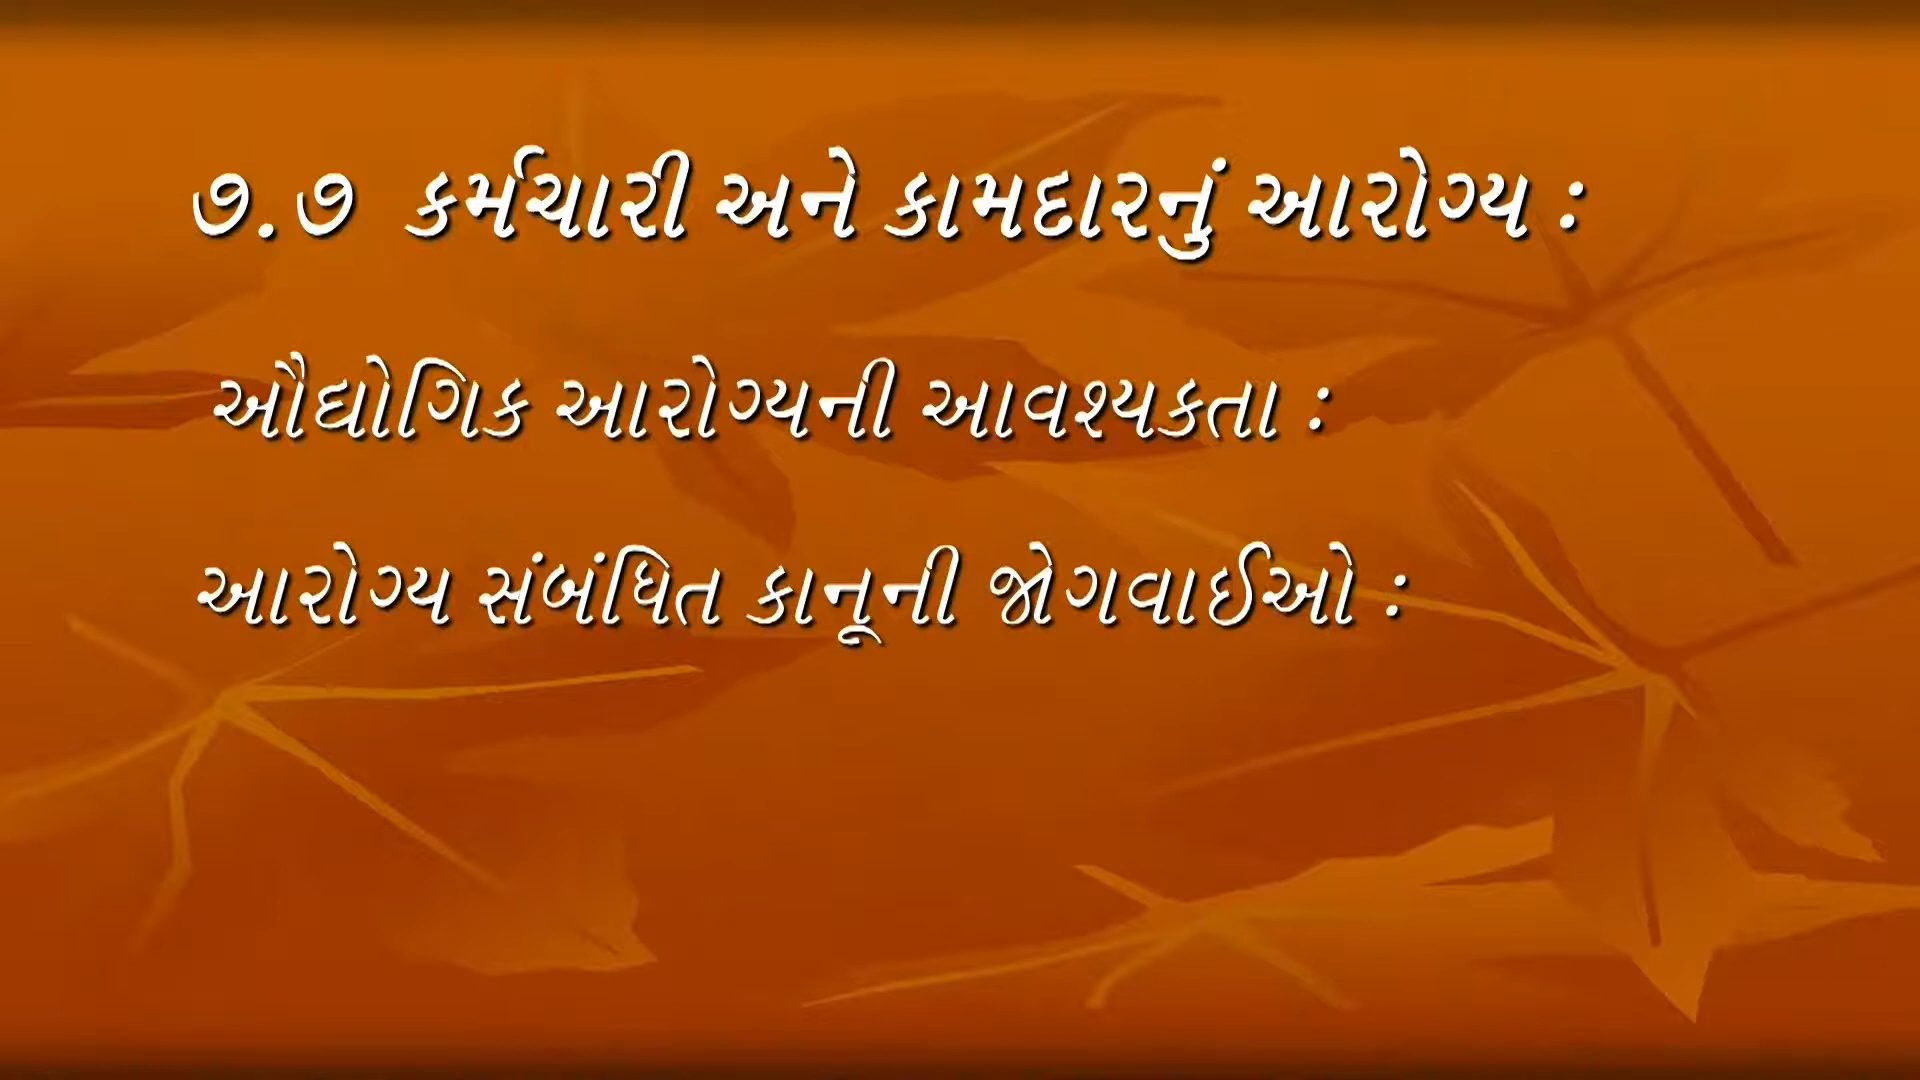 ૭.૭ કર્મચારી અને કામદારનું આરોગ્ય :
ઔદ્યોગિક આરોગ્યની આવશ્યકતા :
આરોગ્ય સંબંધિત કાનૂની જોગવાઈઓ :